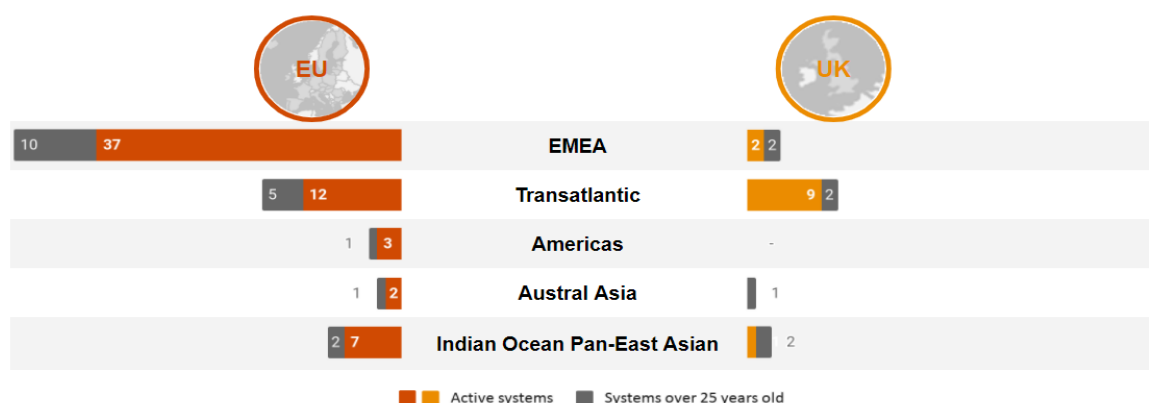 EU UK
10 37 EMEA 2 2
5 12 Transatlantic 9 2
1 3 Americas -
1 2 Austral Asia 1
2 7 Indian Ocean Pan-East Asian 2
Active systems Systems over 25 years old